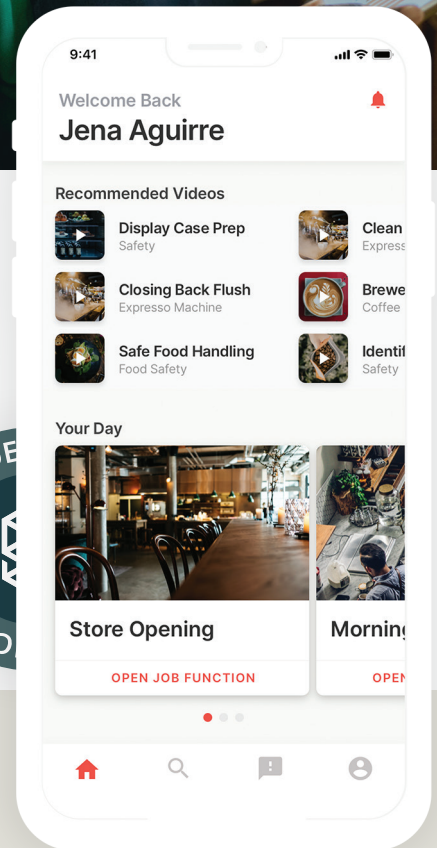 9:41
Welcome Back
Jena Aguirre
Recommended Videos
Display Case Prep
Safety
Clean
Express
Closing Back Flush
Expresso Machine
Brewe
Coffee
Safe Food Handling
Food Safety
Identif
Safety
Your Day
Store Opening
Morning
OPEN JOB FUNCTION
OPEN